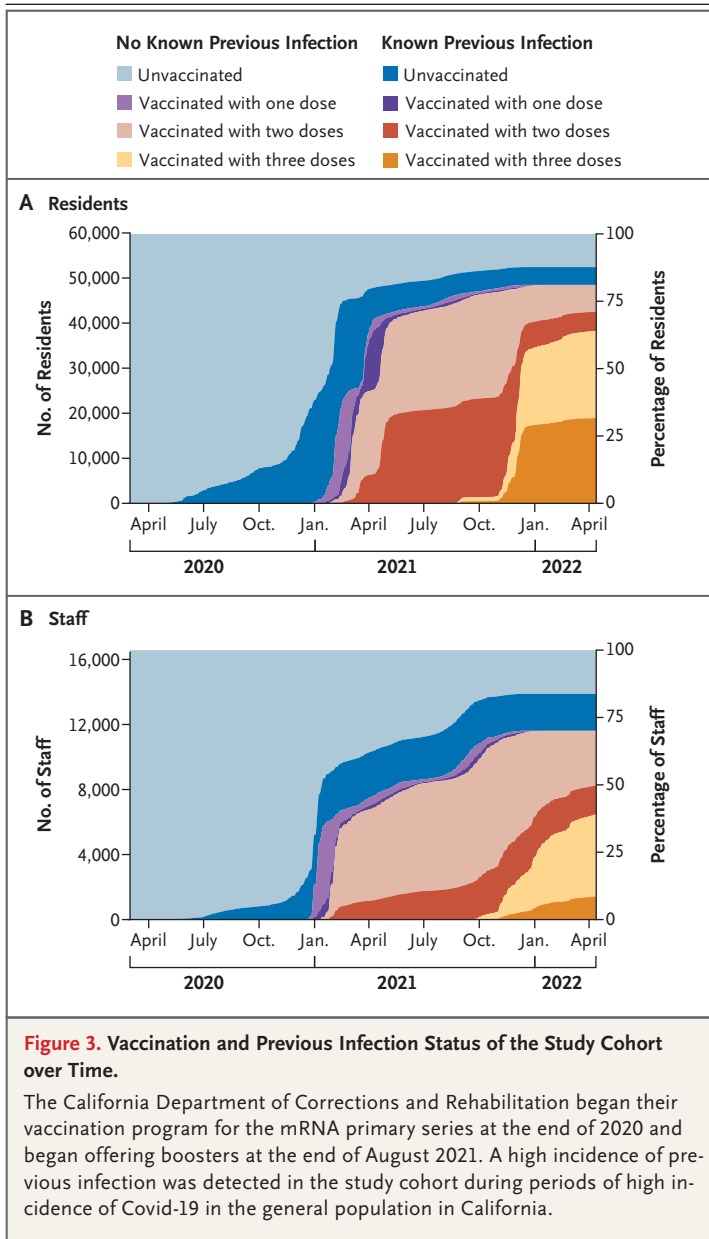 No Known Previous Infection
Known Previous Infection
Unvaccinated
Unvaccinated
Vaccinated with one dose
Vaccinated with one dose
Vaccinated with two doses
Vaccinated with two doses
Vaccinated with three doses
Vaccinated with three doses
A Residents
60,000
50,000
40,000
30,000
20,000
10,000
0
No. of Residents
100
75
50
25
0
Percentage of Residents
April July Oct. Jan. April July Oct. Jan. April
2020 2021 2022
B Staff
16,000
12,000
8,000
4,000
0
No. of Staff
100
75
50
25
0
Percentage of Staff
April July Oct. Jan. April July Oct. Jan. April
2020 2021 2022
Figure 3. Vaccination and Previous Infection Status of the Study Cohort
over Time.
The California Department of Corrections and Rehabilitation began their
vaccination program for the mRNA primary series at the end of 2020 and
began offering boosters at the end of August 2021. A high incidence of pre-
vious infection was detected in the study cohort during periods of high in-
cidence of Covid-19 in the general population in California.